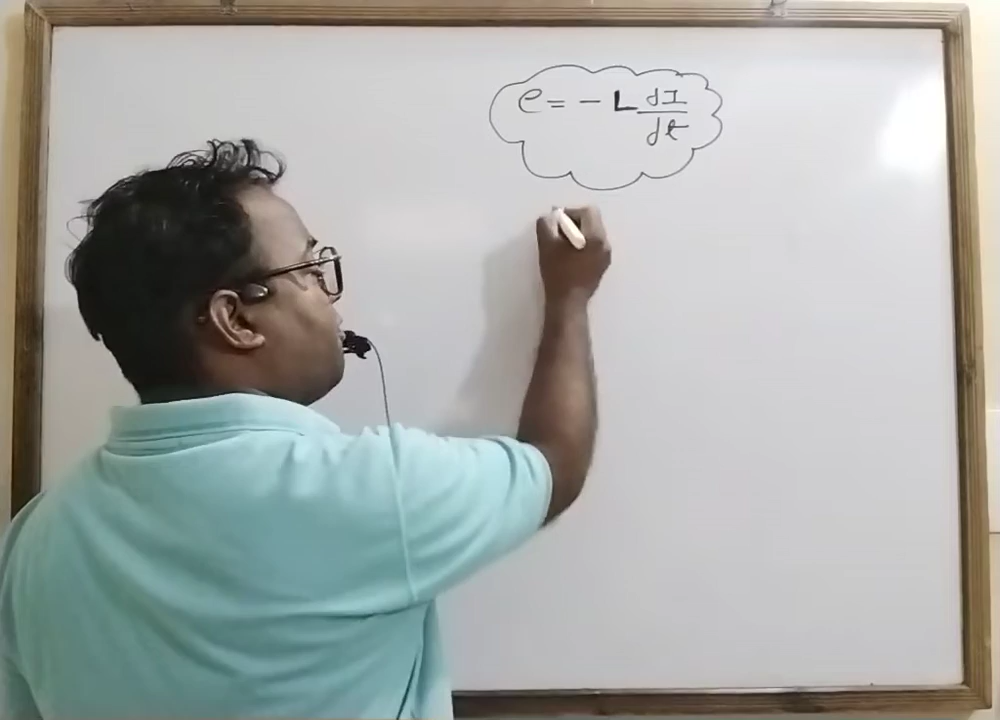 e = - L dI/dt